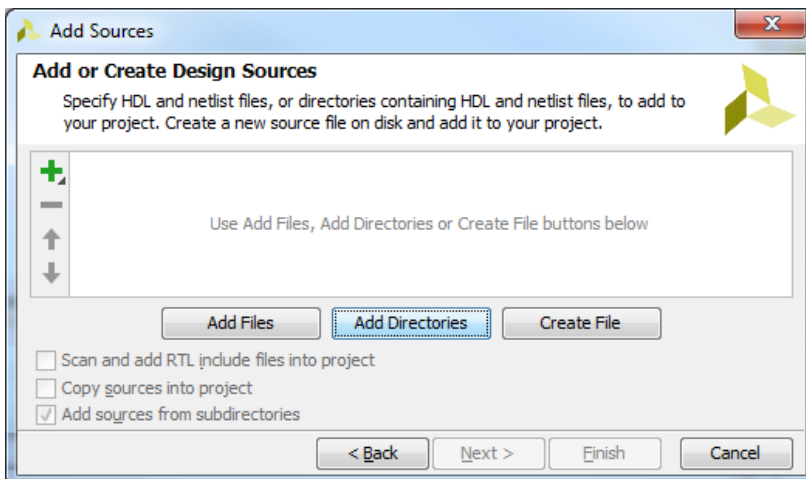 Add Sources
Add or Create Design Sources
Specify HDL and netlist files, or directories containing HDL and netlist files, to add to
your project. Create a new source file on disk and add it to your project.
Use Add Files, Add Directories or Create File buttons below
Add Files
Add Directories
Create File
Scan and add RTL include files into project
Copy sources into project
Add sources from subdirectories
< Back
Next >
Finish
Cancel